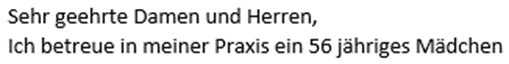 Sehr geehrte Damen und Herren,
Ich betreue in meiner Praxis ein 56 jähriges Mädchen